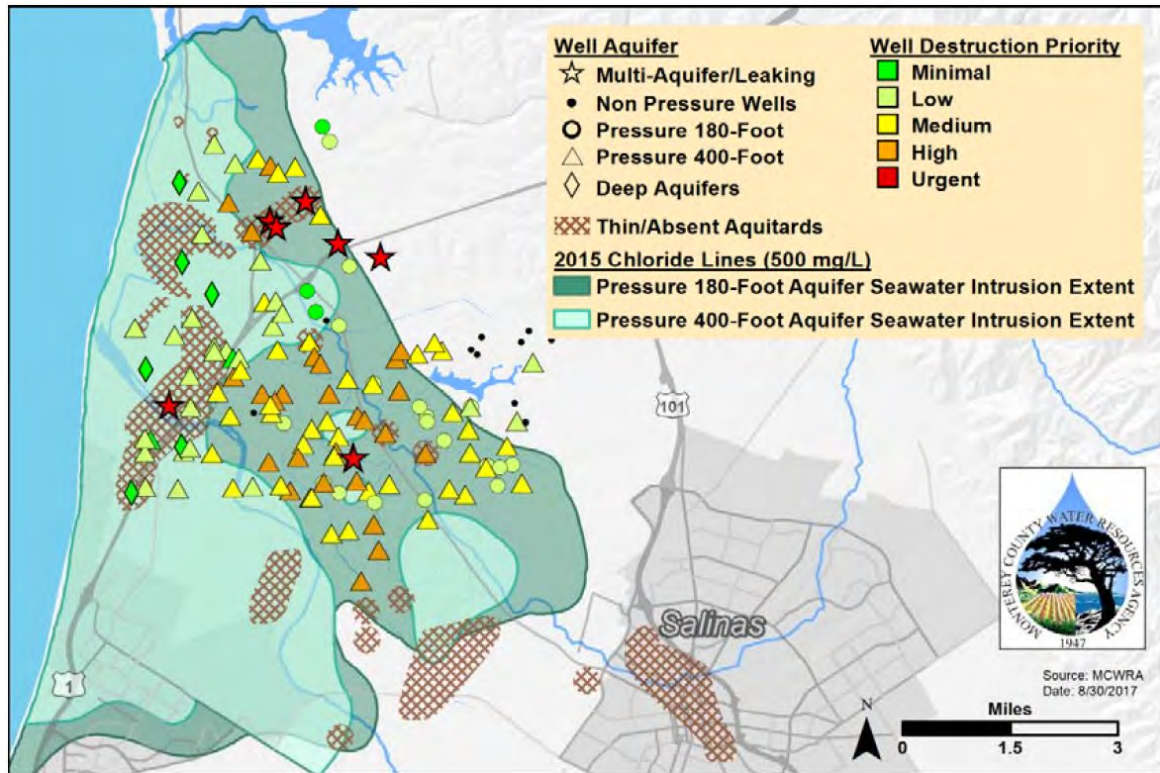 Well Aquifer
Multi-Aquifer/Leaking
Non Pressure Wells
Pressure 180-Foot
Pressure 400-Foot
Deep Aquifers
Well Destruction Priority
Minimal
Low
Medium
High
Urgent
Thin/Absent Aquitards
2015 Chloride Lines (500 mg/L)
Pressure 180-Foot Aquifer Seawater Intrusion Extent
Pressure 400-Foot Aquifer Seawater Intrusion Extent
101
Salinas
1
MONTEREY COUNTY WATER RESOURCES AGENCY
1947
Source: MCWRA
Date: 8/30/2017
N
Miles
0 1.5 3